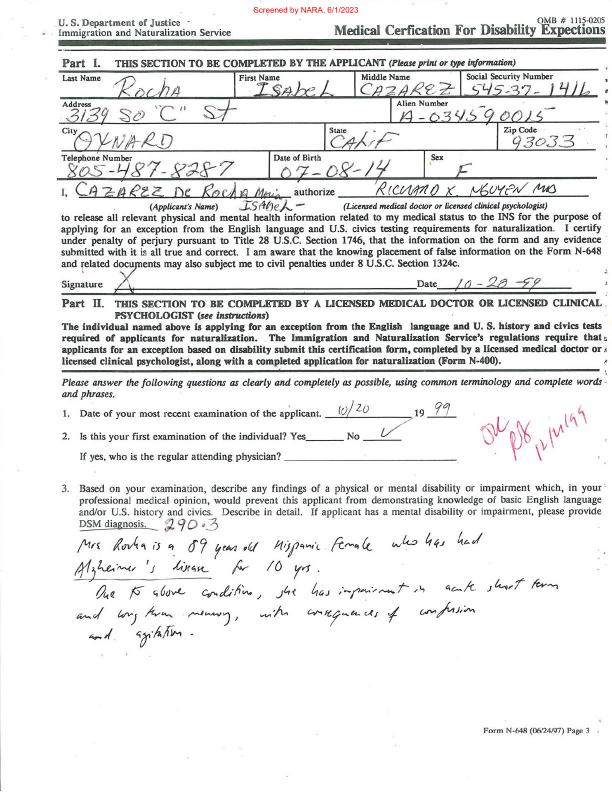 Screened by NARA, 6/1/2023
U. S. Department of Justice
Immigration and Naturalization Service
OMB # 1115-0205
Medical Cerfication For Disability Expections
Part I. THIS SECTION TO BE COMPLETED BY THE APPLICANT (Please print or type information)
Last Name First Name Middle Name Social Security Number
Rocha ISAbeL CAZAREZ 545-37-1416
Address Alien Number
3139 SO "C" St A-034590015
City State Zip Code
OXNARD CALIF 93033
Telephone Number Date of Birth Sex
805-487-8287 07-08-14 F
I, CAZAREZ De Rocha Maria authorize RICHARD X. NGUYEN MD
(Applicant's Name) ISAbeL- (Licensed medical doctor or licensed clinical psychologist)
to release all relevant physical and mental health information related to my medical status to the INS for the purpose of
applying for an exception from the English language and U.S. civics testing requirements for naturalization. I certify
under penalty of perjury pursuant to Title 28 U.S.C. Section 1746, that the information on the form and any evidence
submitted with it is all true and correct. I am aware that the knowing placement of false information on the Form N-648
and related documents may also subject me to civil penalties under 8 U.S.C. Section 1324c.
Signature X Date 10-20-99
Part II. THIS SECTION TO BE COMPLETED BY A LICENSED MEDICAL DOCTOR OR LICENSED CLINICAL
PSYCHOLOGIST (see instructions)
The individual named above is applying for an exception from the English language and U. S. history and civics tests
required of applicants for naturalization. The Immigration and Naturalization Service's regulations require that
applicants for an exception based on disability submit this certification form, completed by a licensed medical doctor or
licensed clinical psychologist, along with a completed application for naturalization (Form N-400).
Please answer the following questions as clearly and completely as possible, using common terminology and complete words
and phrases.
1. Date of your most recent examination of the applicant. 10/20 19 99
2. Is this your first examination of the individual? Yes No ✓
If yes, who is the regular attending physician?
3. Based on your examination, describe any findings of a physical or mental disability or impairment which, in your
professional medical opinion, would prevent this applicant from demonstrating knowledge of basic English language
and/or U.S. history and civics. Describe in detail. If applicant has a mental disability or impairment, please provide
DSM diagnosis. 290.3
Mrs Rocha is a 89 years old Hispanic Female who has had
Alzheimer's disease for 10 yrs.
Due to above condition, she has impairment in acute short term
and long term memory, with consequences of confusion
and agitation.
Form N-648 (06/24/97) Page 3